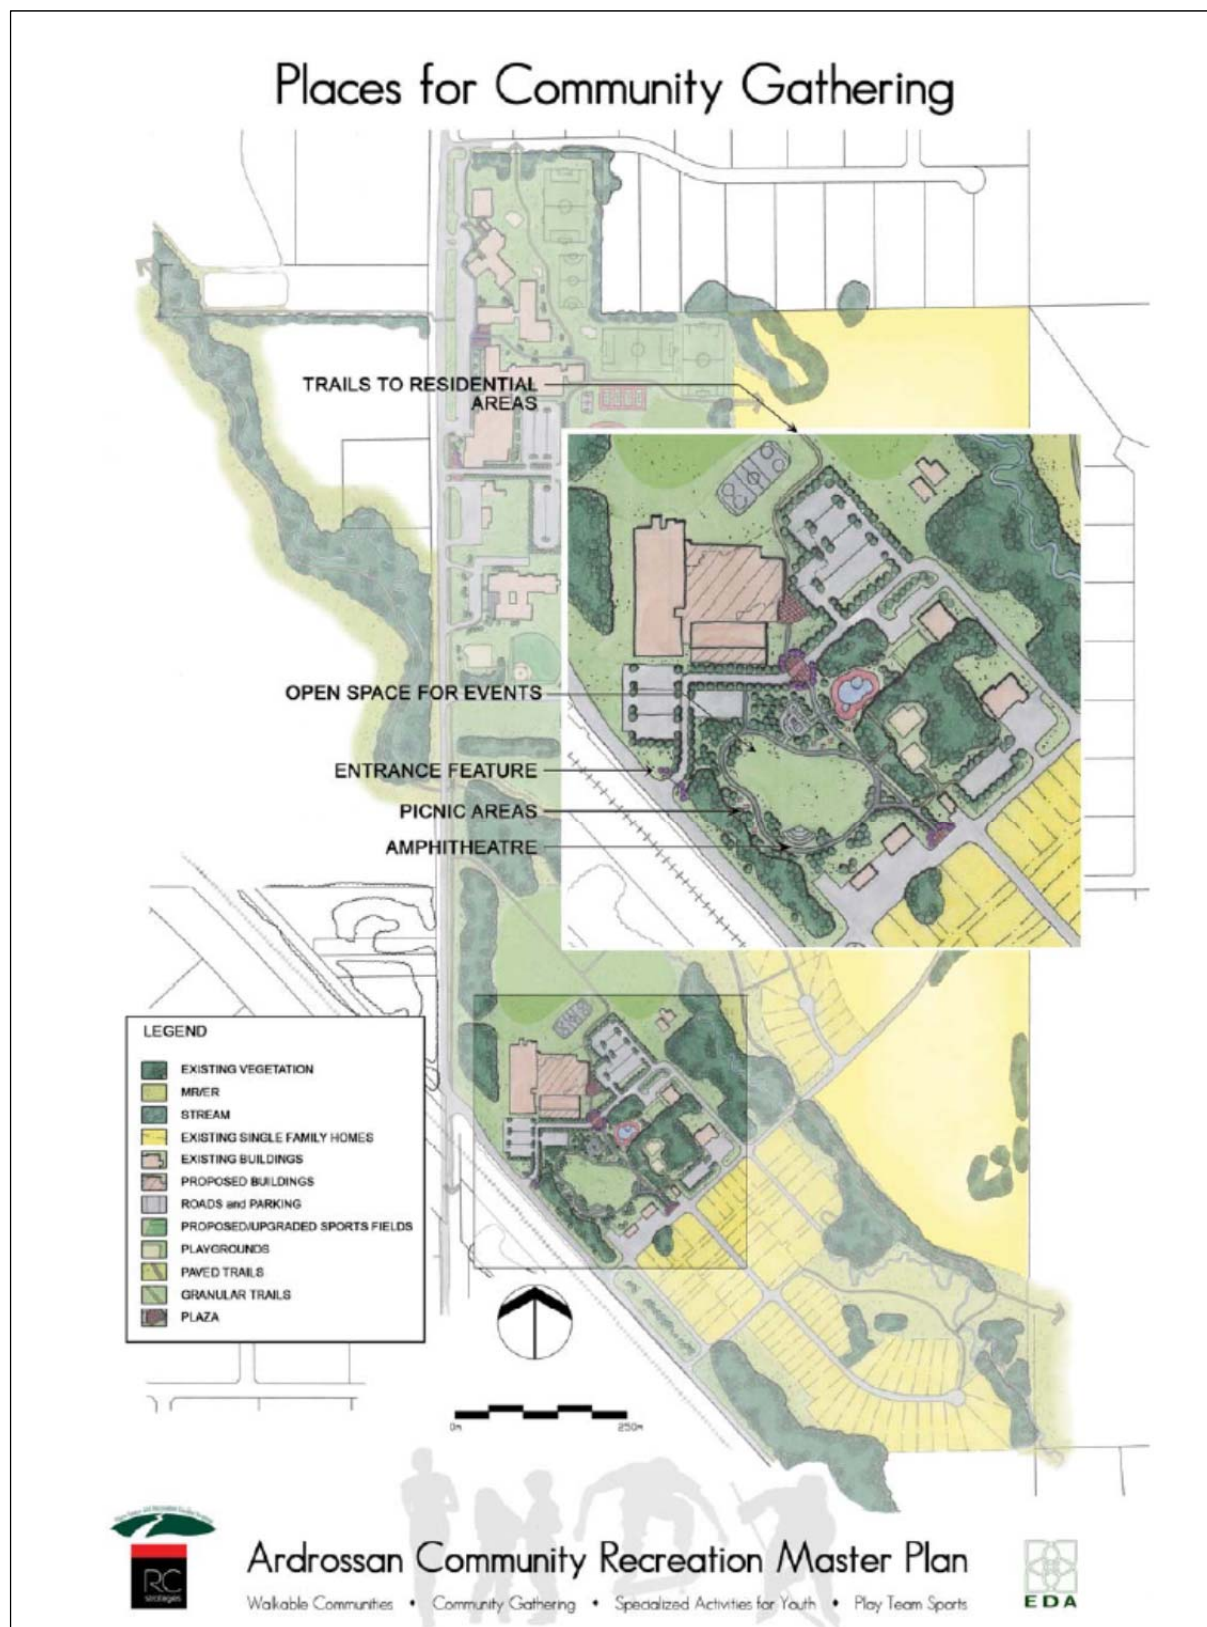 Places for Community Gathering
TRAILS TO RESIDENTIAL
AREAS
OPEN SPACE FOR EVENTS
ENTRANCE FEATURE
PICNIC AREAS
AMPHITHEATRE
LEGEND
EXISTING VEGETATION
MR/ER
STREAM
EXISTING SINGLE FAMILY HOMES
EXISTING BUILDINGS
PROPOSED BUILDINGS
ROADS and PARKING
PROPOSED/UPGRADED SPORTS FIELDS
PLAYGROUNDS
PAVED TRAILS
GRANULAR TRAILS
PLAZA
0m 250m
RC
strategies
Ardrossan Community Recreation Master Plan
Walkable Communities • Community Gathering • Specialized Activities for Youth • Play Team Sports
EDA